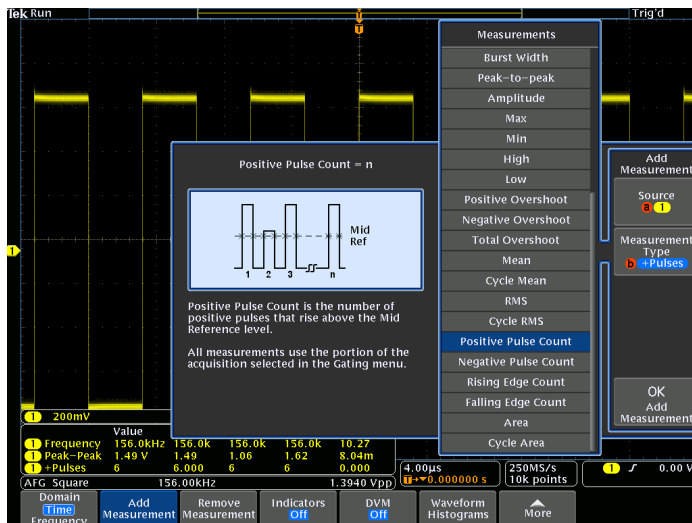 Tek Run
Trig'd
Measurements
Burst Width
Peak-to-peak
Amplitude
Max
Min
High
Low
Positive Overshoot
Negative Overshoot
Total Overshoot
Mean
Cycle Mean
RMS
Cycle RMS
Positive Pulse Count
Negative Pulse Count
Rising Edge Count
Falling Edge Count
Area
Cycle Area
Positive Pulse Count = n
Mid
Ref
1 2 3 n
Positive Pulse Count is the number of
positive pulses that rise above the Mid
Reference level.
All measurements use the portion of the
acquisition selected in the Gating menu.
Add
Measurement
Source
a 1
Measurement
Type
b +Pulses
OK
Add
Measurement
T
T
1
1 200mV
Value
1 Frequency 156.0kHz 156.0k 156.0k 156.0k 10.27
1 Peak-Peak 1.49 V 1.49 1.06 1.62 8.04m
1 +Pulses 6 6.000 6 6 0.000
4.00µs
T→▼0.000000 s
250MS/s
10k points
1 0.00 V
AFG Square 156.00kHz 1.3940 Vpp
Domain
Time
Frequency
Add
Measurement
Remove
Measurement
Indicators
Off
DVM
Off
Waveform
Histograms
More